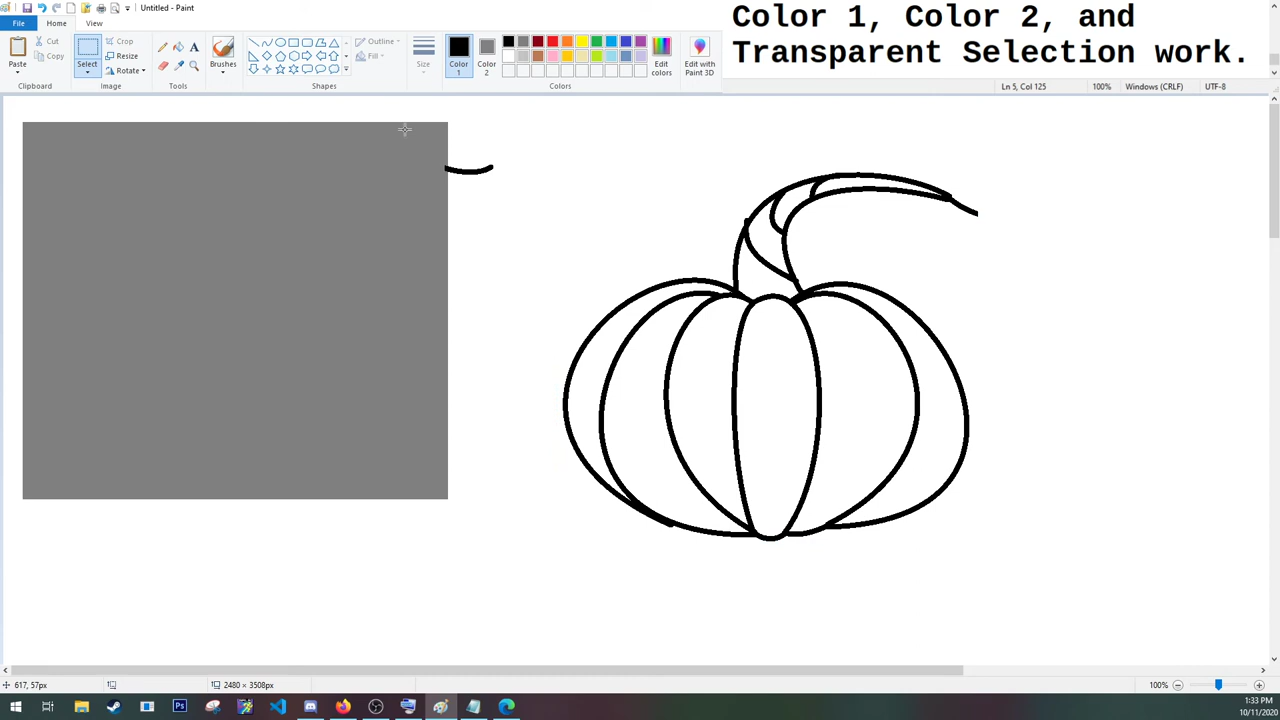 Untitled - Paint
Color 1, Color 2, and
Transparent Selection work.
File Home View
Paste Cut Copy
Select Crop Resize Rotate
A
Brushes
Outline Fill
Size
Color 1
Color 2
Edit colors
Edit with Paint 3D
Clipboard Image Tools Shapes Colors
Ln 5, Col 125 100% Windows (CRLF) UTF-8
617, 57px 2480 × 3508px 100%
Ps
1:33 PM
10/11/2020